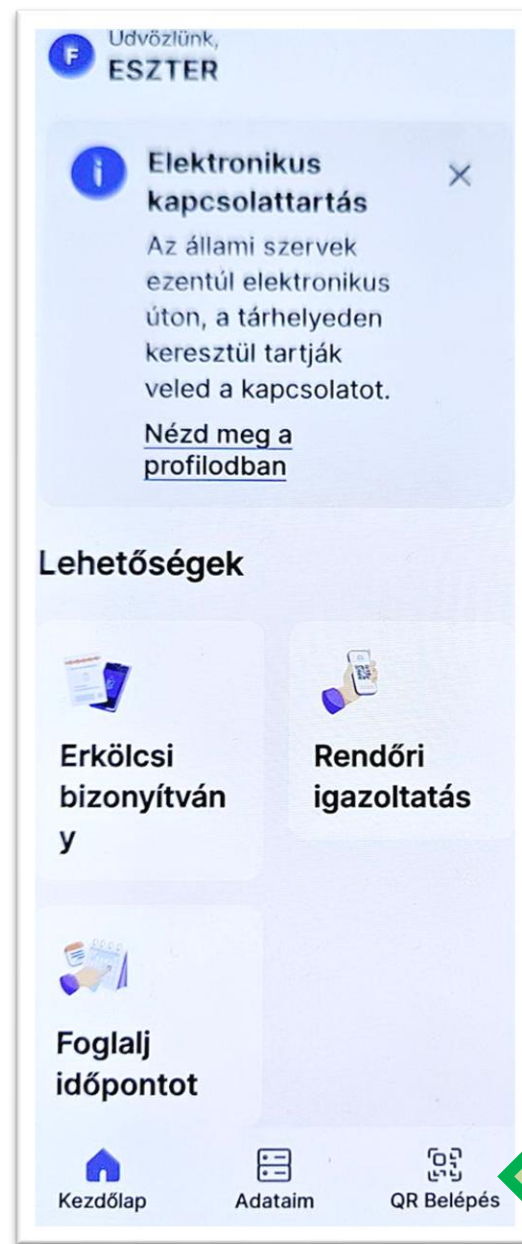 F
Üdvözlünk,
ESZTER
i
Elektronikus
kapcsolattartás
Az állami szervek
ezentúl elektronikus
úton, a tárhelyeden
keresztül tartják
veled a kapcsolatot.
Nézd meg a
profilodban
Lehetőségek
Erkölcsi
bizonyítván
y
Rendőri
igazoltatás
Foglalj
időpontot
Kezdőlap
Adataim
QR Belépés